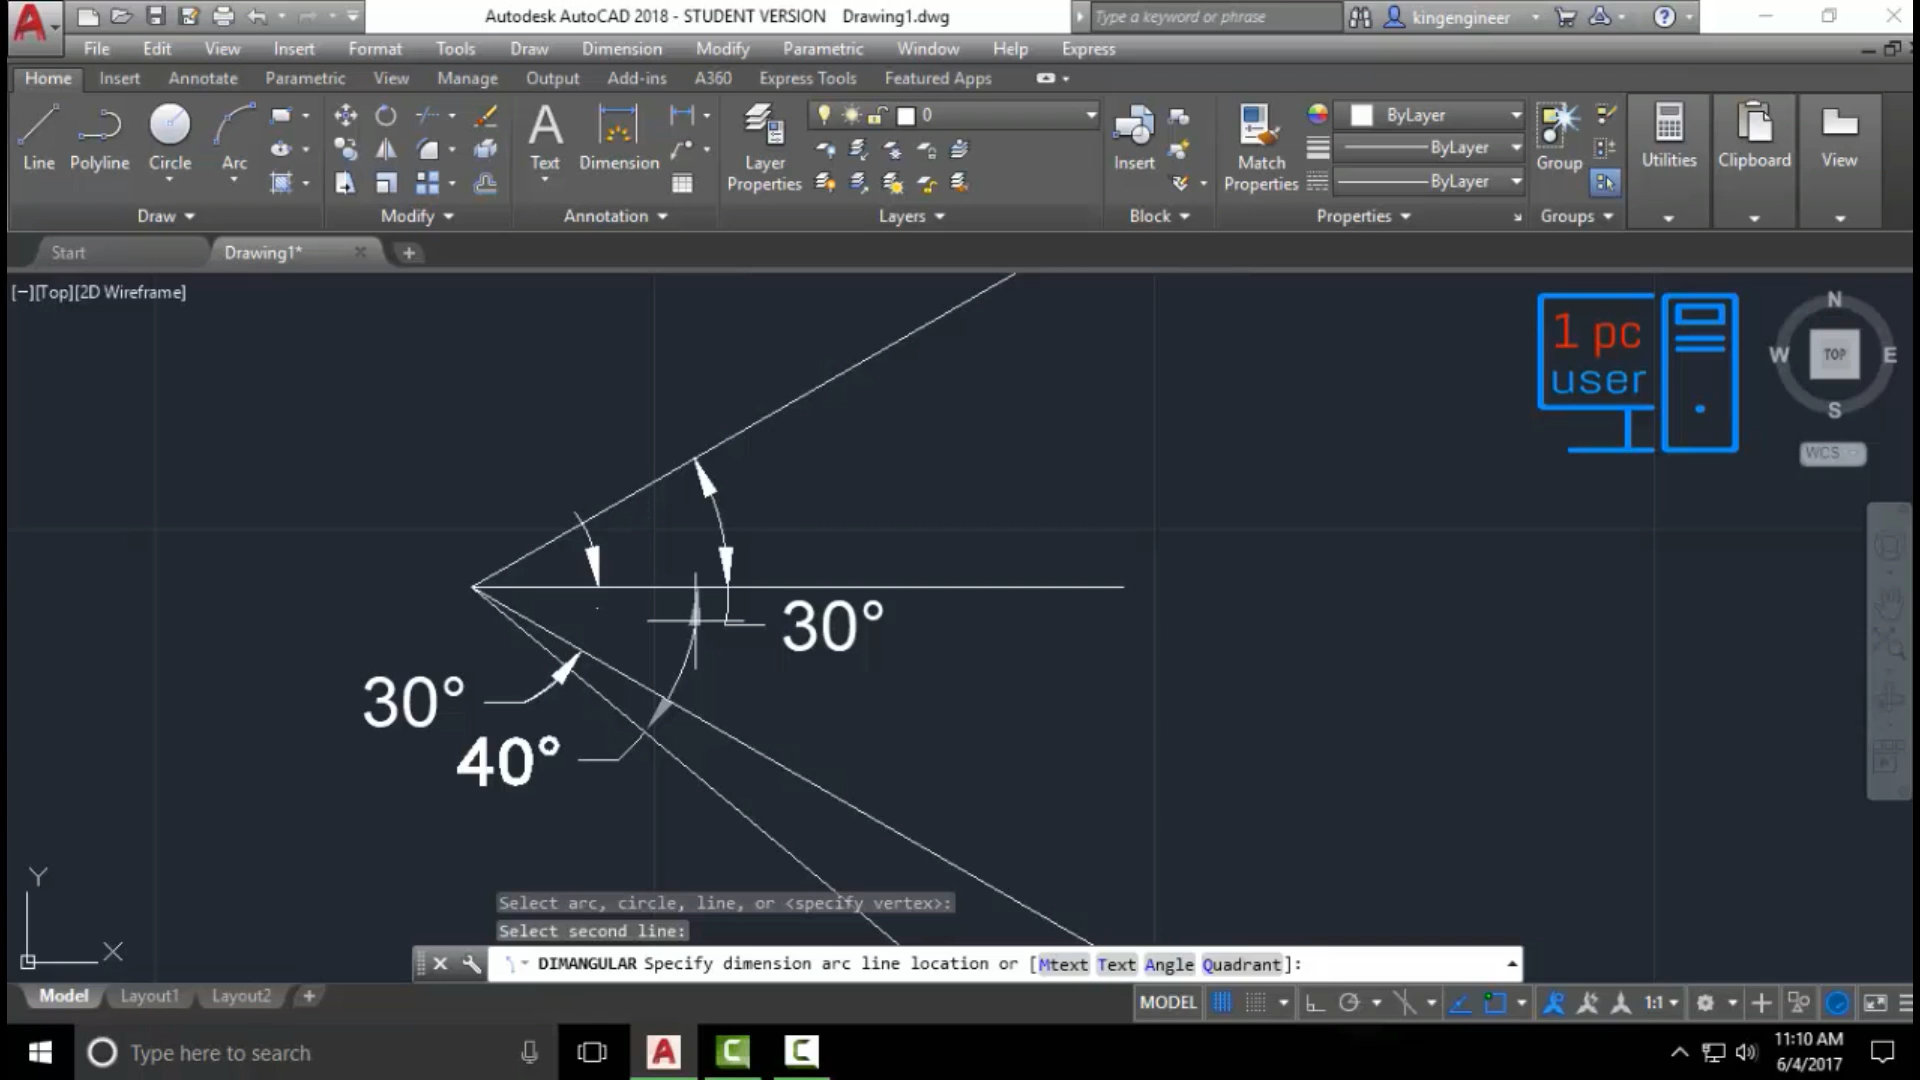 Autodesk AutoCAD 2018 - STUDENT VERSION Drawing1.dwg
Type a keyword or phrase
kingengineer
File Edit View Insert Format Tools Draw Dimension Modify Parametric Window Help Express
Home Insert Annotate Parametric View Manage Output Add-ins A360 Express Tools Featured Apps
0
ByLayer
ByLayer
ByLayer
Line Polyline Circle Arc
Text Dimension
Layer Properties
Insert
Match Properties
Group
Utilities
Clipboard
View
Draw Modify Annotation Layers Block Properties Groups
Start Drawing1*
[−][Top][2D Wireframe]
1 pc
user
N
W TOP E
S
WCS
30°
30°
40°
Y
X
Select arc, circle, line, or <specify vertex>:
Select second line:
DIMANGULAR Specify dimension arc line location or [Mtext Text Angle Quadrant]:
Model Layout1 Layout2
MODEL
1:1
Type here to search
11:10 AM
6/4/2017